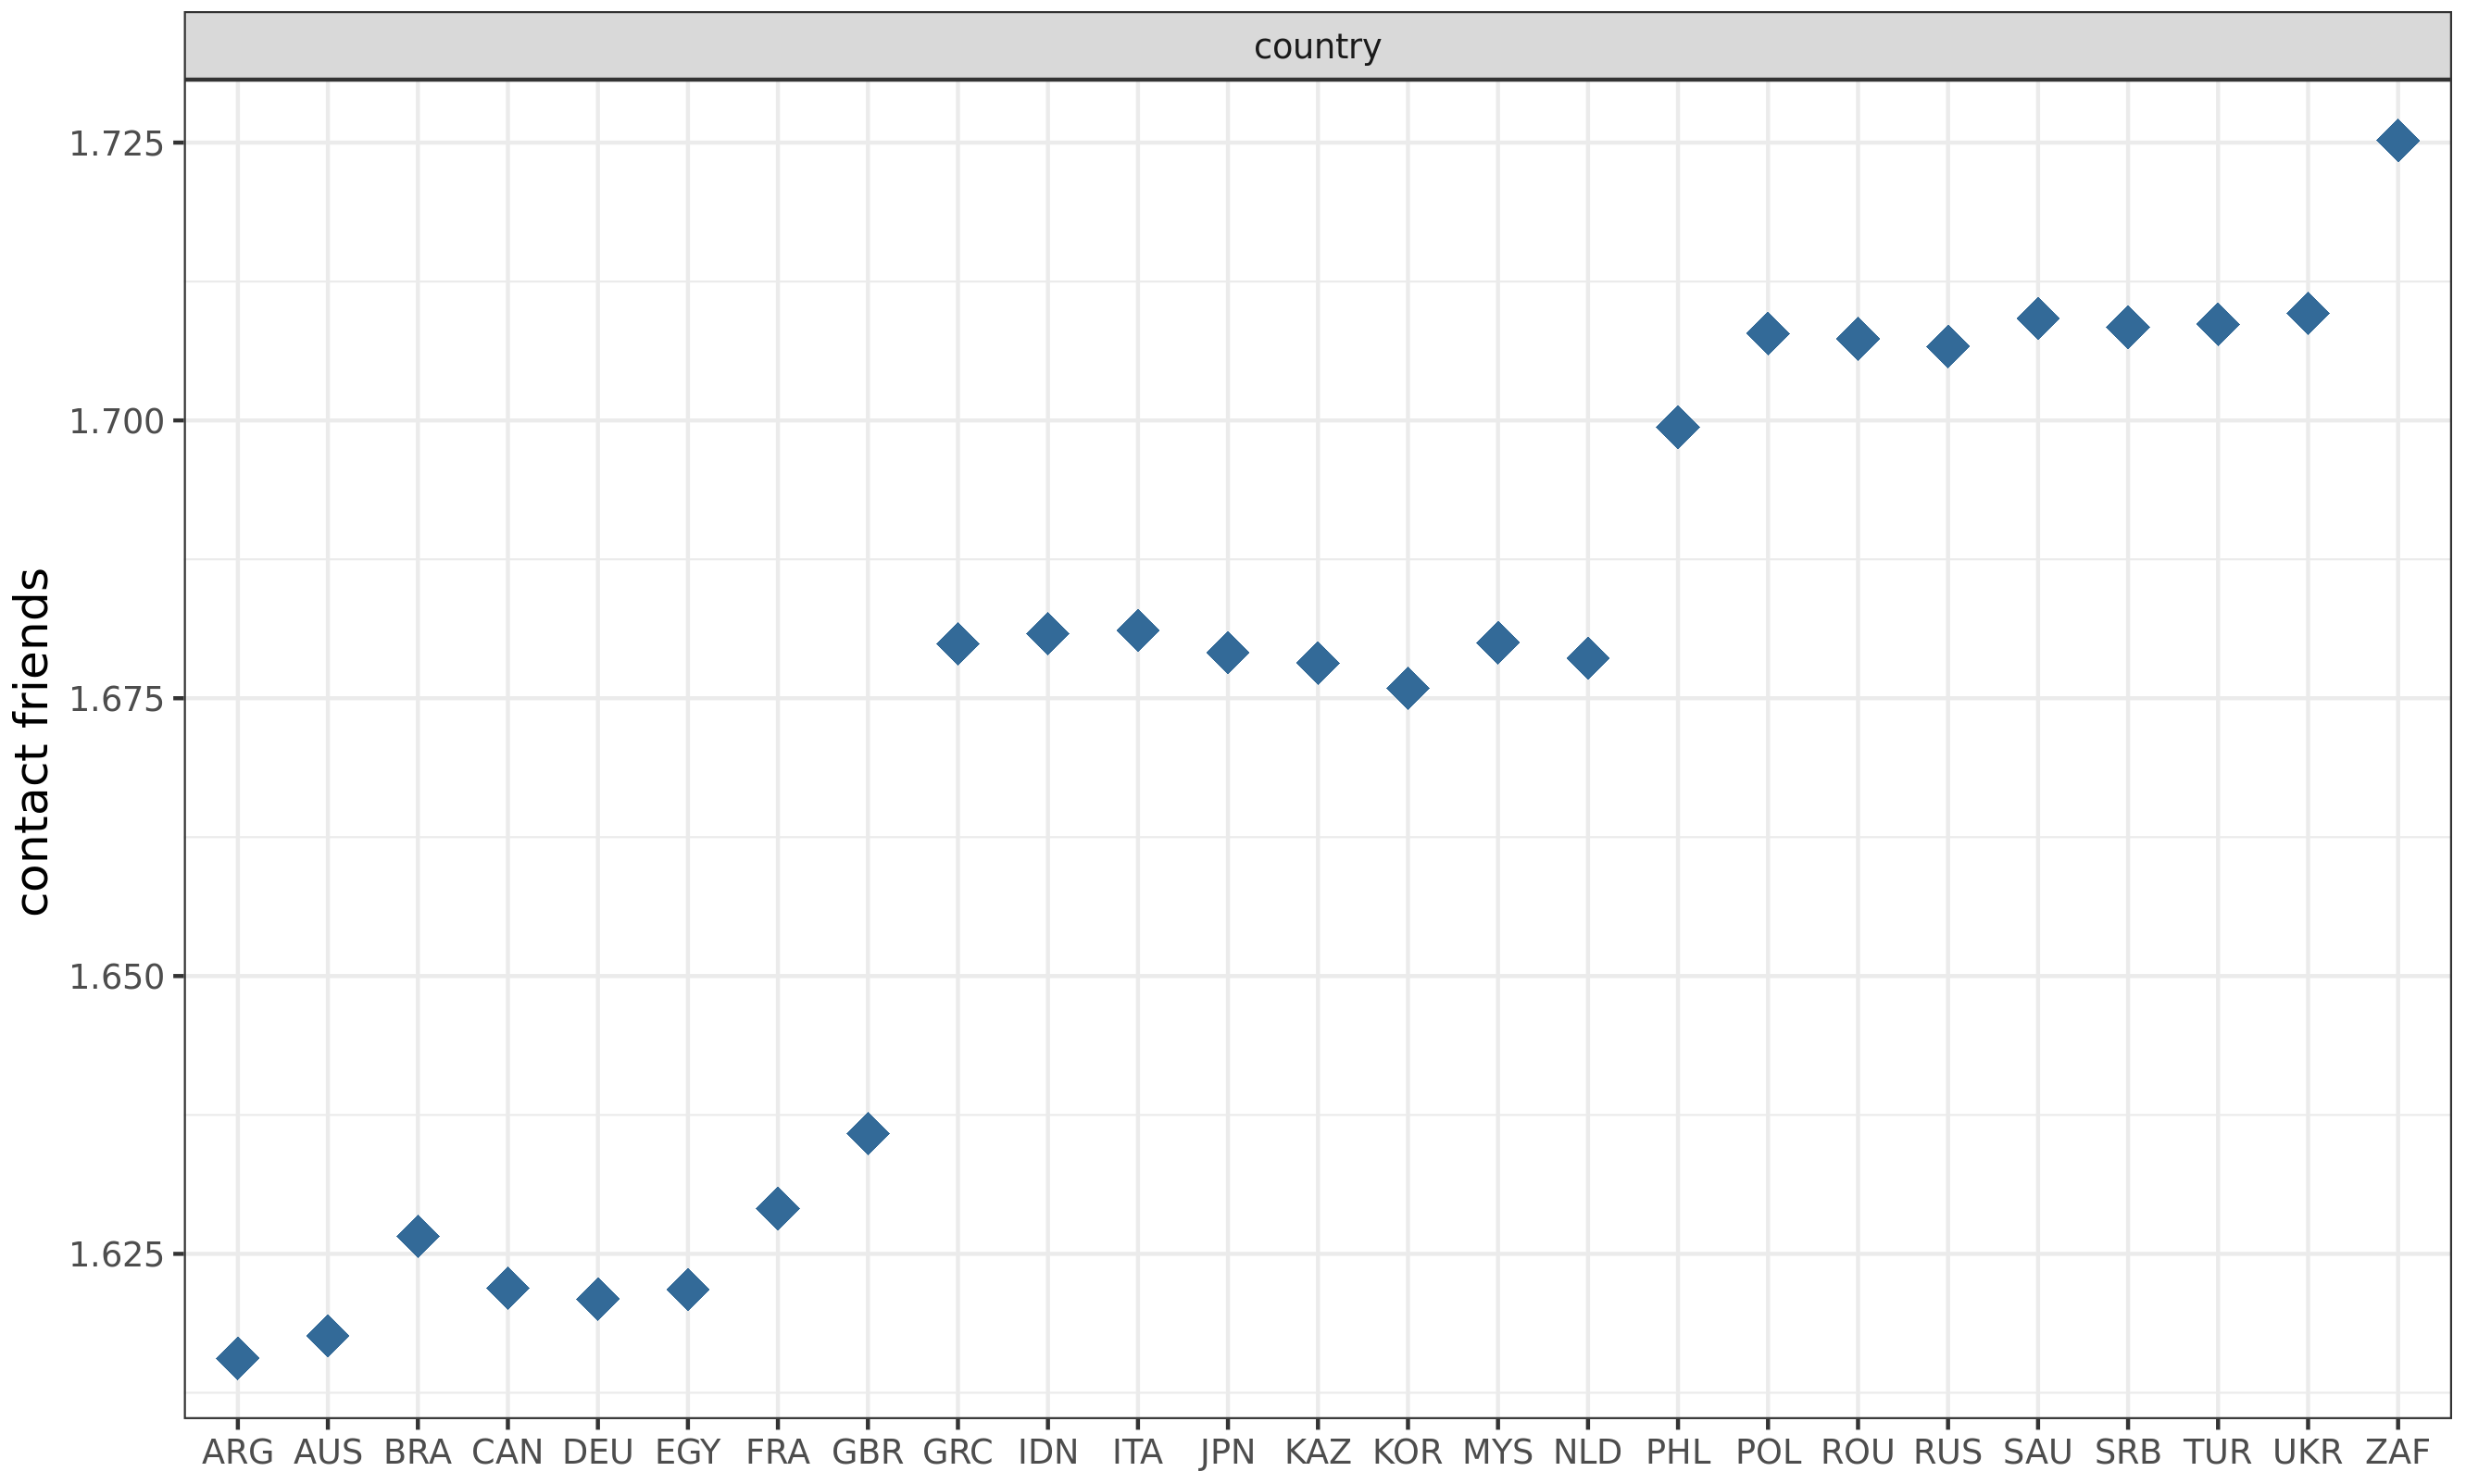 country
contact friends
1.725
1.700
1.675
1.650
1.625
ARG AUS BRA CAN DEU EGY FRA GBR GRC IDN ITA JPN KAZ KOR MYS NLD PHL POL ROU RUS SAU SRB TUR UKR ZAF